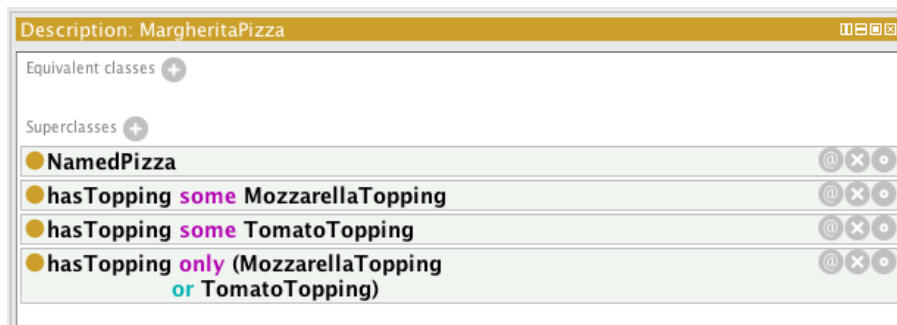 Description: MargheritaPizza
Equivalent classes
Superclasses
NamedPizza
hasTopping some MozzarellaTopping
hasTopping some TomatoTopping
hasTopping only (MozzarellaTopping
or TomatoTopping)